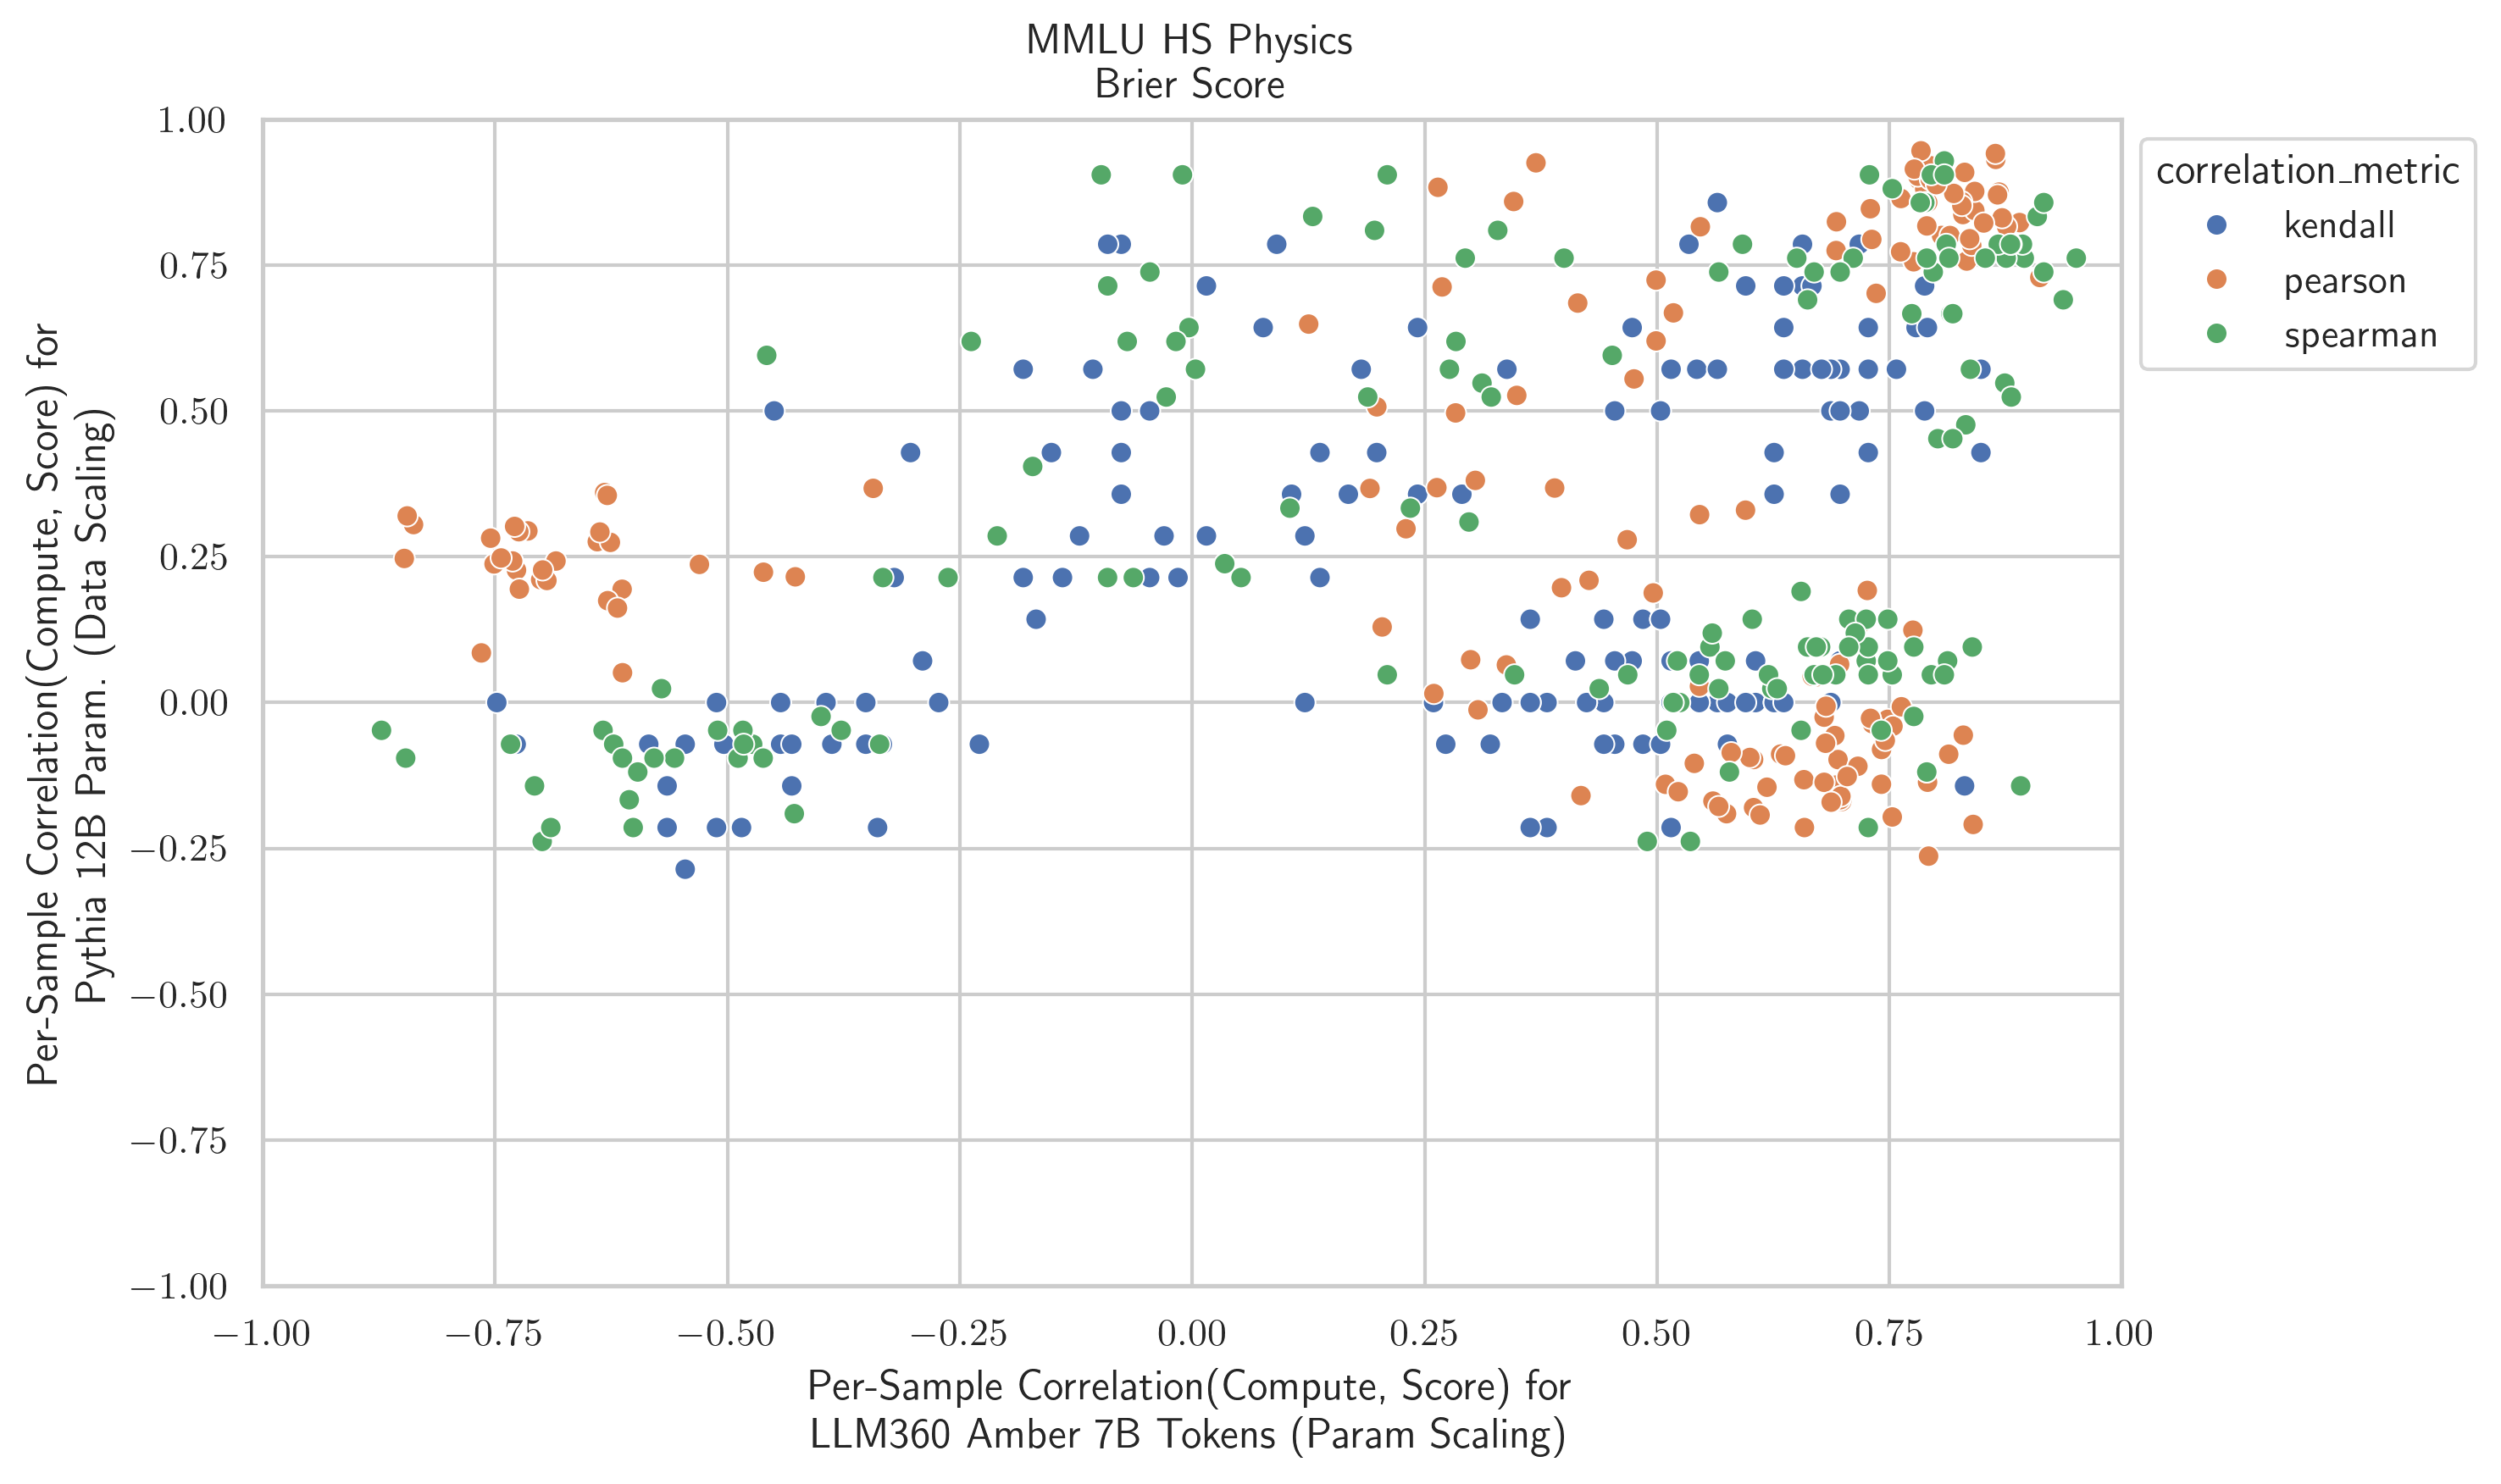 MMLU HS Physics
Brier Score
Per-Sample Correlation(Compute, Score) for
Pythia 12B Param. (Data Scaling)
1.00
0.75
0.50
0.25
0.00
−0.25
−0.50
−0.75
−1.00
−1.00
−0.75
−0.50
−0.25
0.00
0.25
0.50
0.75
1.00
Per-Sample Correlation(Compute, Score) for
LLM360 Amber 7B Tokens (Param Scaling)
correlation_metric
kendall
pearson
spearman